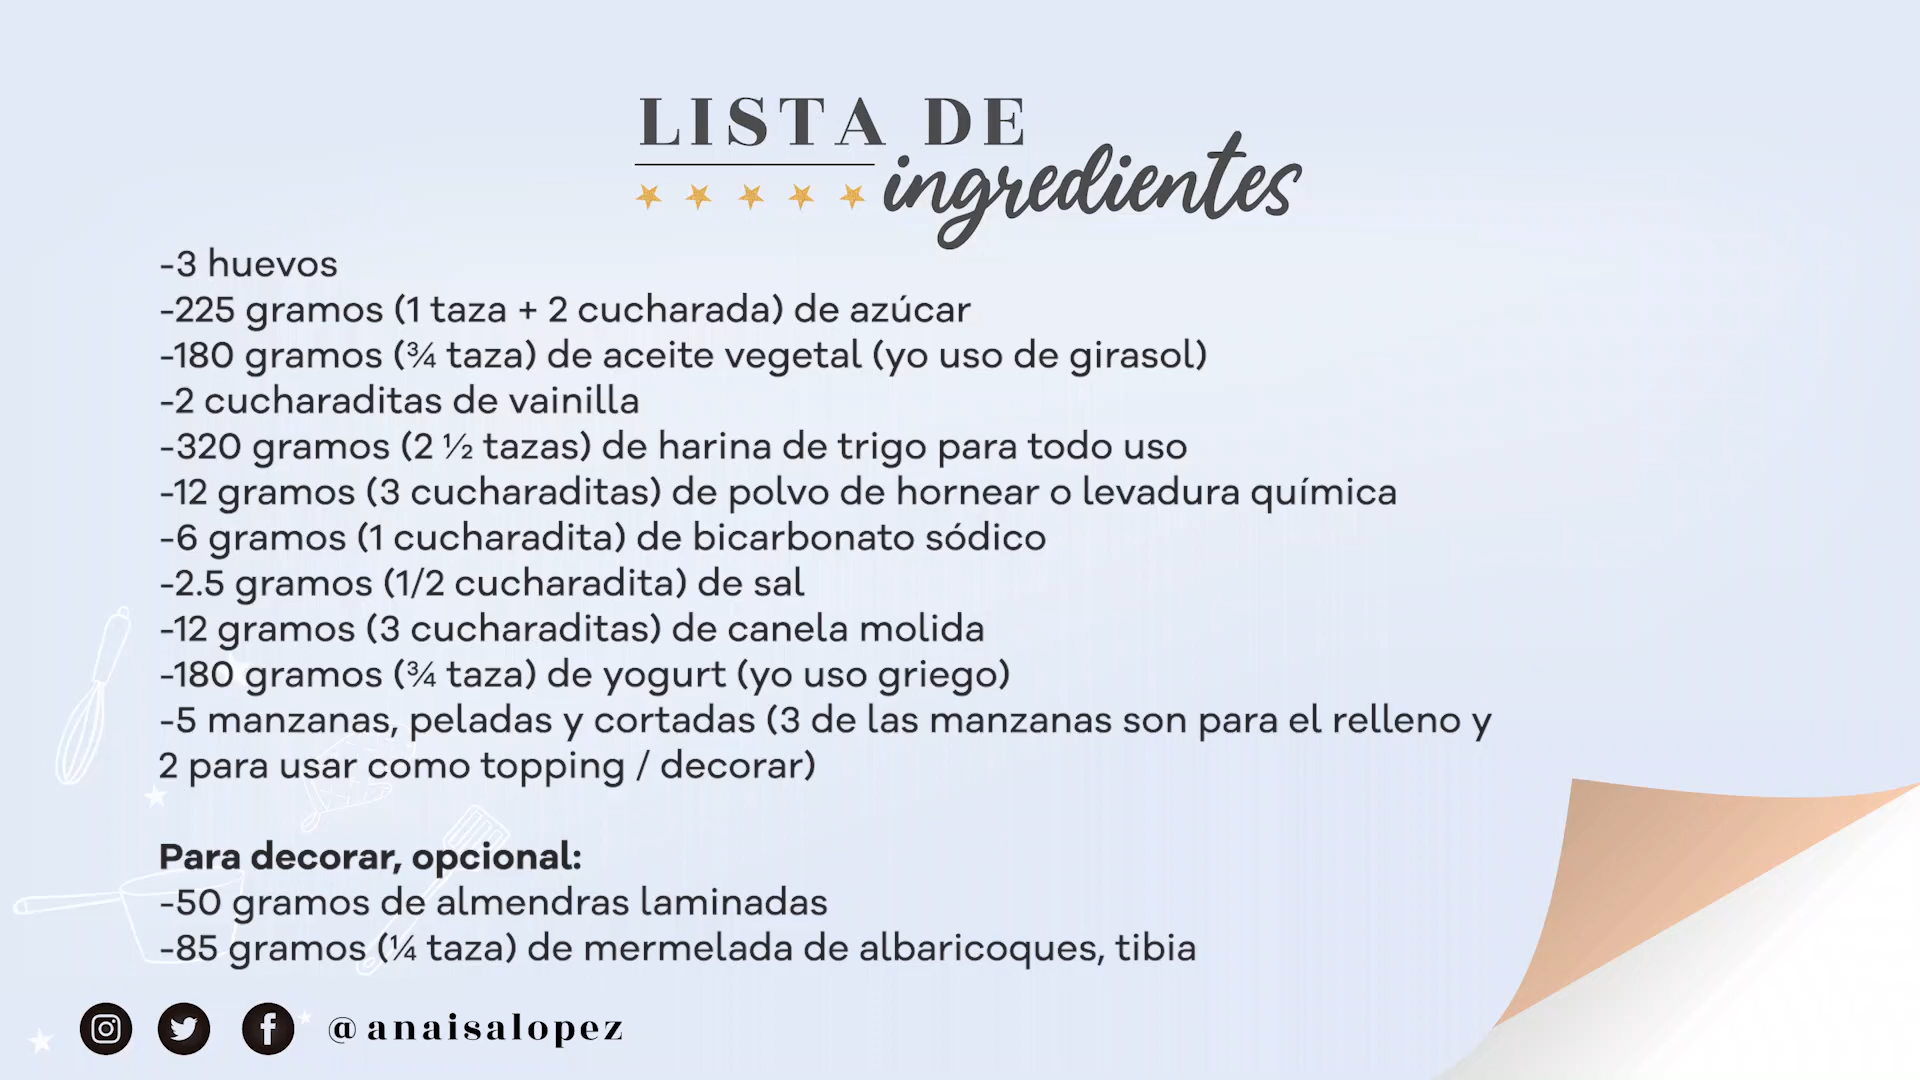 LISTA DE
ingredientes
-3 huevos
-225 gramos (1 taza + 2 cucharada) de azúcar
-180 gramos (¾ taza) de aceite vegetal (yo uso de girasol)
-2 cucharaditas de vainilla
-320 gramos (2 ½ tazas) de harina de trigo para todo uso
-12 gramos (3 cucharaditas) de polvo de hornear o levadura química
-6 gramos (1 cucharadita) de bicarbonato sódico
-2.5 gramos (1/2 cucharadita) de sal
-12 gramos (3 cucharaditas) de canela molida
-180 gramos (¾ taza) de yogurt (yo uso griego)
-5 manzanas, peladas y cortadas (3 de las manzanas son para el relleno y
2 para usar como topping / decorar)
Para decorar, opcional:
-50 gramos de almendras laminadas
-85 gramos (¼ taza) de mermelada de albaricoques, tibia
@anaisalopez